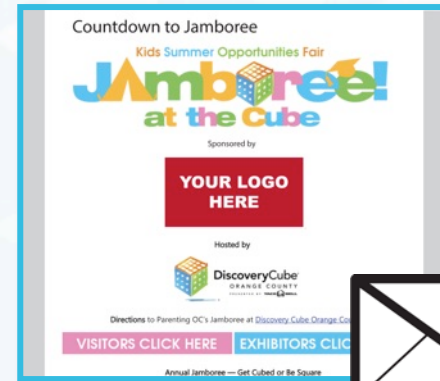 Countdown to Jamboree
Kids Summer Opportunities Fair
JAmboree!
at the Cube
Sponsored by
YOUR LOGO
HERE
Hosted by
DiscoveryCube
ORANGE COUNTY
Directions to Parenting OC's Jamboree at Discovery Cube Orange Cou
VISITORS CLICK HERE
EXHIBITORS CLIC
Annual Jamboree — Get Cubed or Be Square